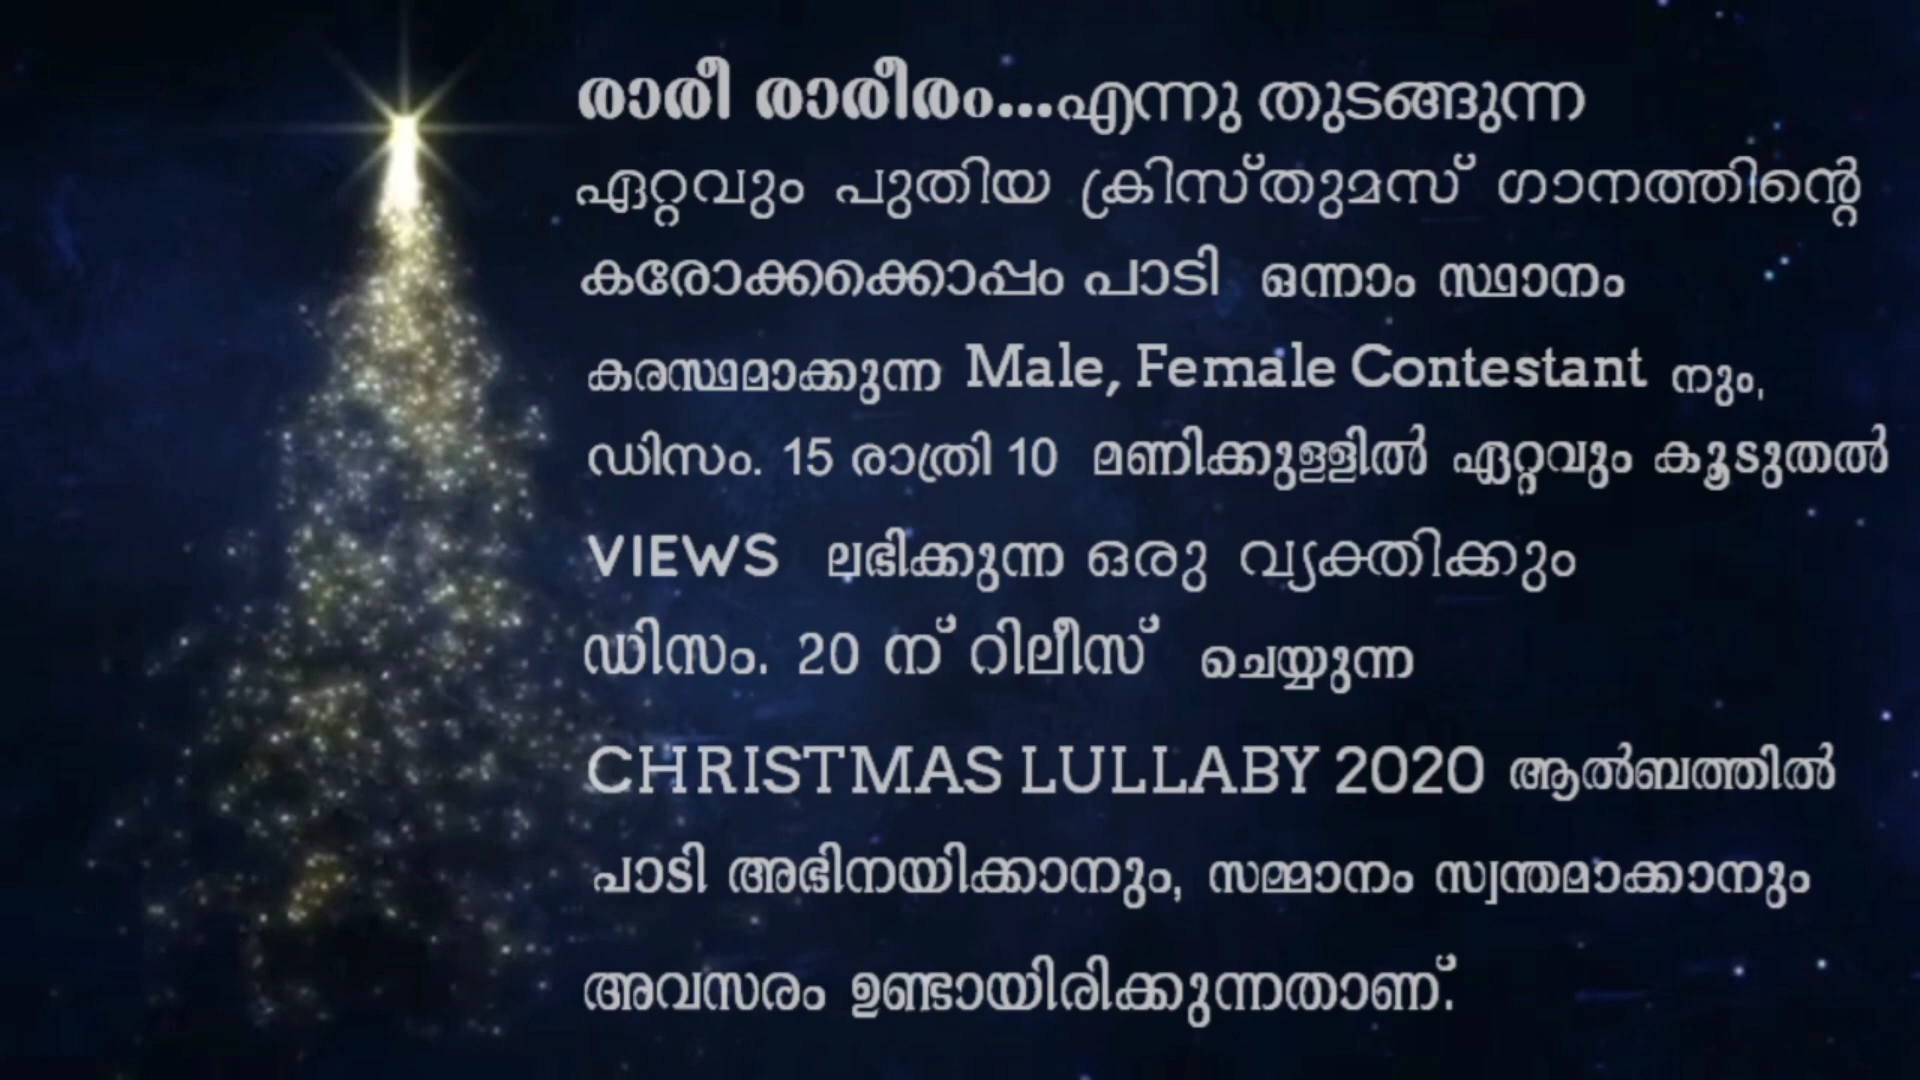 രാരീ രാരീരം...എന്നു തുടങ്ങുന്ന
ഏറ്റവും പുതിയ ക്രിസ്തുമസ് ഗാനത്തിന്റെ
കരോക്കക്കൊപ്പം പാടി ഒന്നാം സ്ഥാനം
കരസ്ഥമാക്കുന്ന Male, Female Contestant നും,
ഡിസം. 15 രാത്രി 10 മണിക്കുള്ളിൽ ഏറ്റവും കൂടുതൽ
VIEWS ലഭിക്കുന്ന ഒരു വ്യക്തിക്കും
ഡിസം. 20 ന് റിലീസ് ചെയ്യുന്ന
CHRISTMAS LULLABY 2020 ആൽബത്തിൽ
പാടി അഭിനയിക്കാനും, സമ്മാനം സ്വന്തമാക്കാനും
അവസരം ഉണ്ടായിരിക്കുന്നതാണ്.